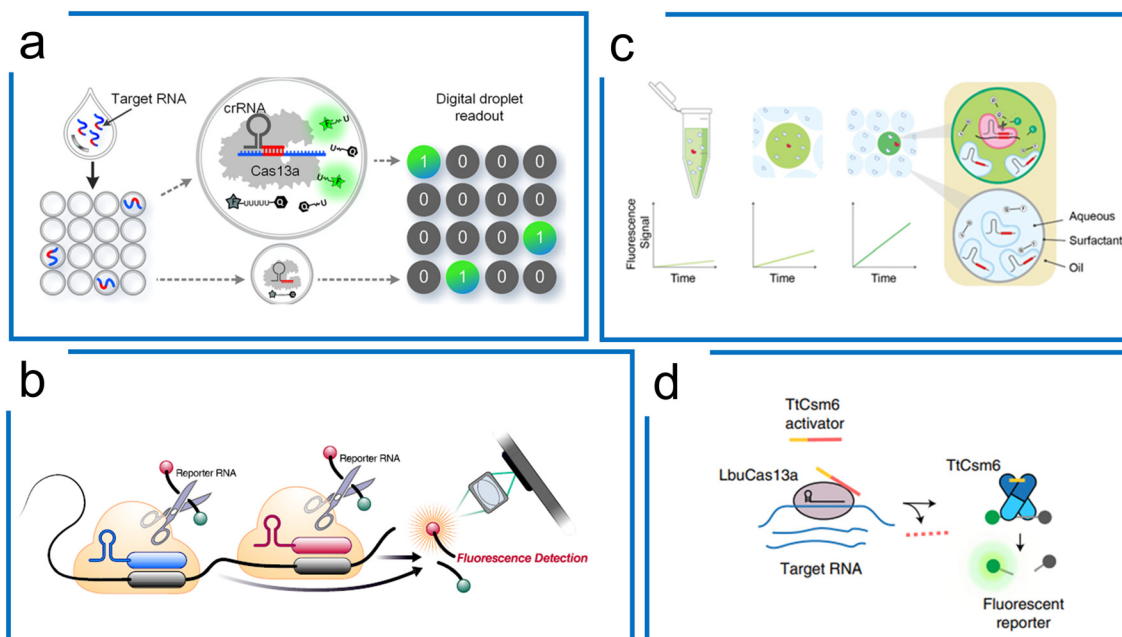 a
Target RNA
crRNA
F
U
U
Q
Cas13a
F
U
F
UUUUU
Q
Q
U
Digital droplet
readout
1 0 0 0
0 0 0 0
0 0 0 1
0 1 0 0
c
Fluorescence
Signal
Time
Time
Time
Aqueous
Surfactant
Oil
b
Reporter RNA
Reporter RNA
Fluorescence Detection
d
TtCsm6
activator
LbuCas13a
TtCsm6
Target RNA
Fluorescent
reporter